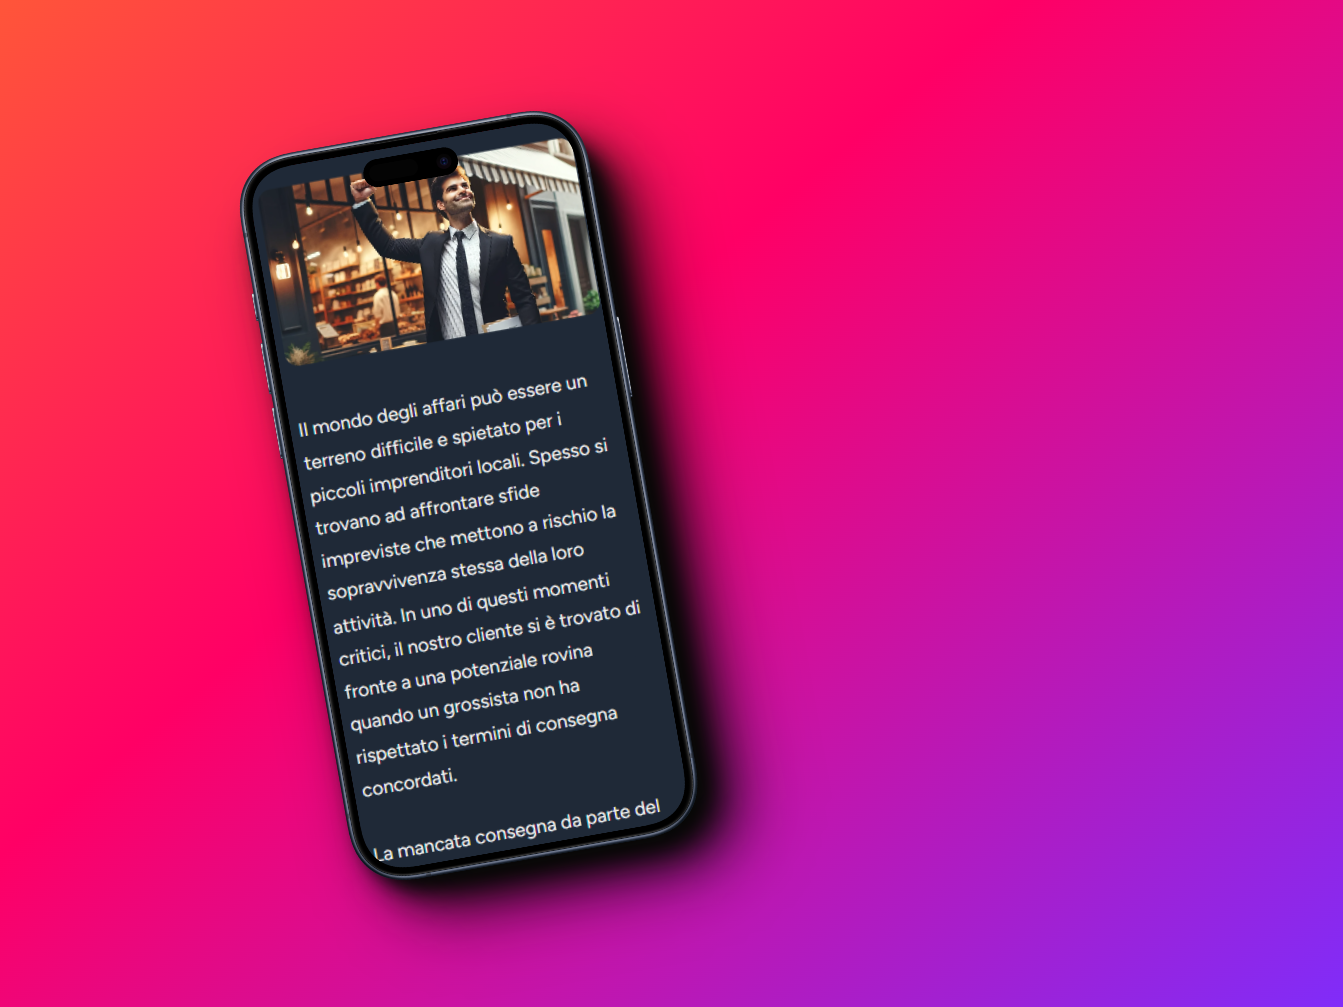 Il mondo degli affari può essere un
terreno difficile e spietato per i
piccoli imprenditori locali. Spesso si
trovano ad affrontare sfide
impreviste che mettono a rischio la
sopravvivenza stessa della loro
attività. In uno di questi momenti
critici, il nostro cliente si è trovato di
fronte a una potenziale rovina
quando un grossista non ha
rispettato i termini di consegna
concordati.
La mancata consegna da parte del